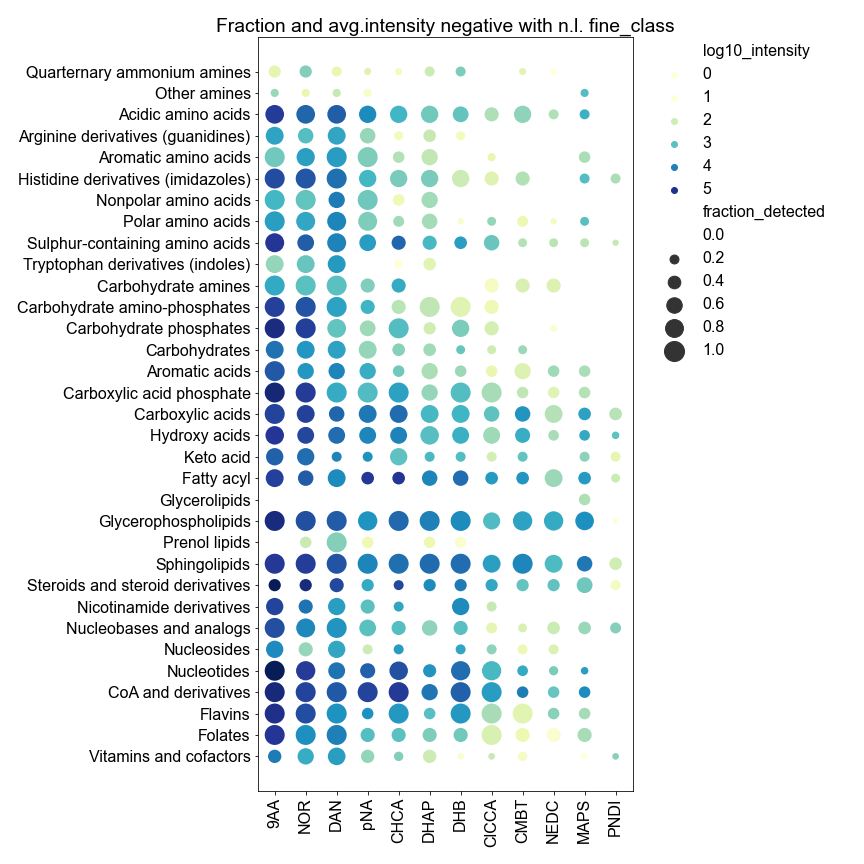 Fraction and avg.intensity negative with n.l. fine_class
Quarternary ammonium amines
Other amines
Acidic amino acids
Arginine derivatives (guanidines)
Aromatic amino acids
Histidine derivatives (imidazoles)
Nonpolar amino acids
Polar amino acids
Sulphur-containing amino acids
Tryptophan derivatives (indoles)
Carbohydrate amines
Carbohydrate amino-phosphates
Carbohydrate phosphates
Carbohydrates
Aromatic acids
Carboxylic acid phosphate
Carboxylic acids
Hydroxy acids
Keto acid
Fatty acyl
Glycerolipids
Glycerophospholipids
Prenol lipids
Sphingolipids
Steroids and steroid derivatives
Nicotinamide derivatives
Nucleobases and analogs
Nucleosides
Nucleotides
CoA and derivatives
Flavins
Folates
Vitamins and cofactors
9AA
NOR
DAN
pNA
CHCA
DHAP
DHB
ClCCA
CMBT
NEDC
MAPS
PNDI
log10_intensity
0
1
2
3
4
5
fraction_detected
0.0
0.2
0.4
0.6
0.8
1.0